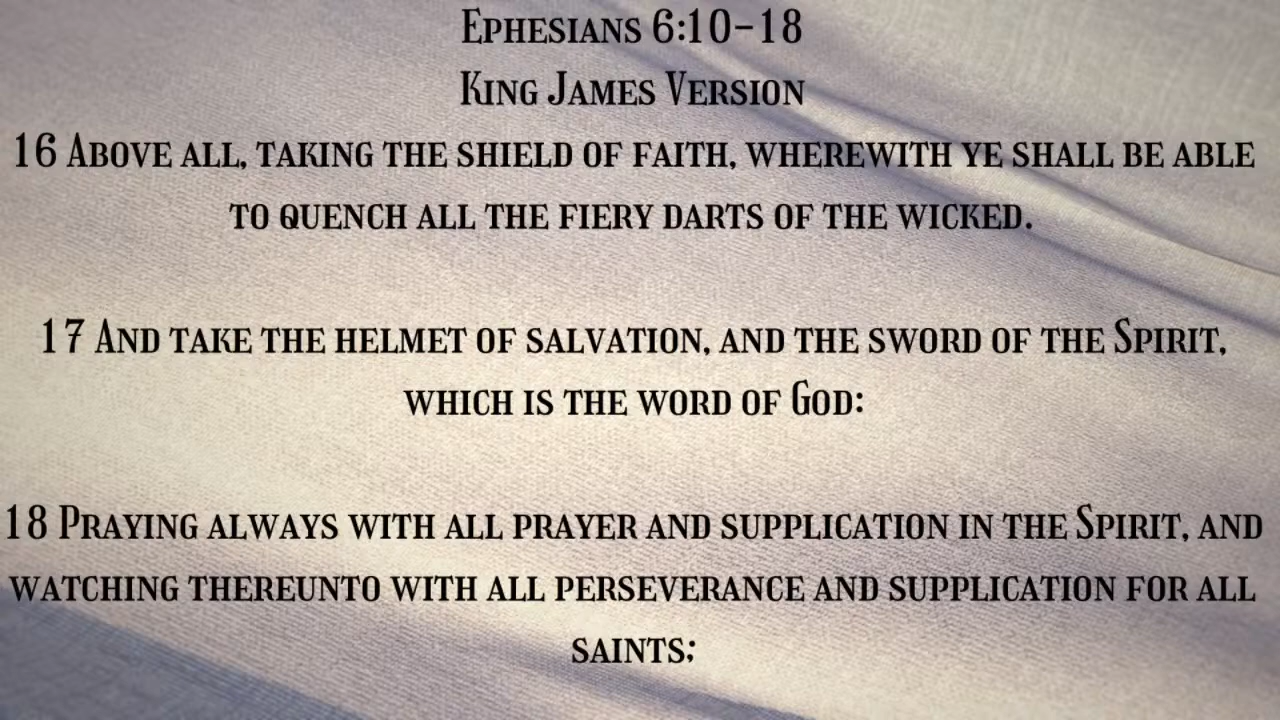 Ephesians 6:10-18
King James Version
16 Above all, taking the shield of faith, wherewith ye shall be able
to quench all the fiery darts of the wicked.
17 And take the helmet of salvation, and the sword of the Spirit,
which is the word of God:
18 Praying always with all prayer and supplication in the Spirit, and
watching thereunto with all perseverance and supplication for all
saints;